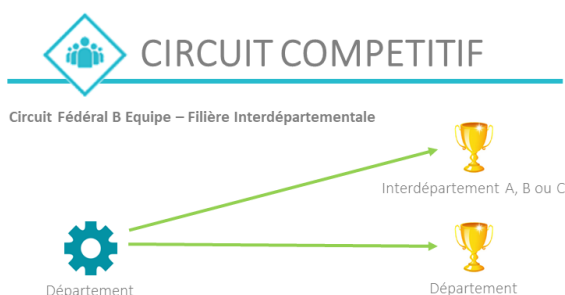 CIRCUIT COMPETITIF
Circuit Fédéral B Equipe – Filière Interdépartementale
Interdépartement A, B ou C
Département
Département